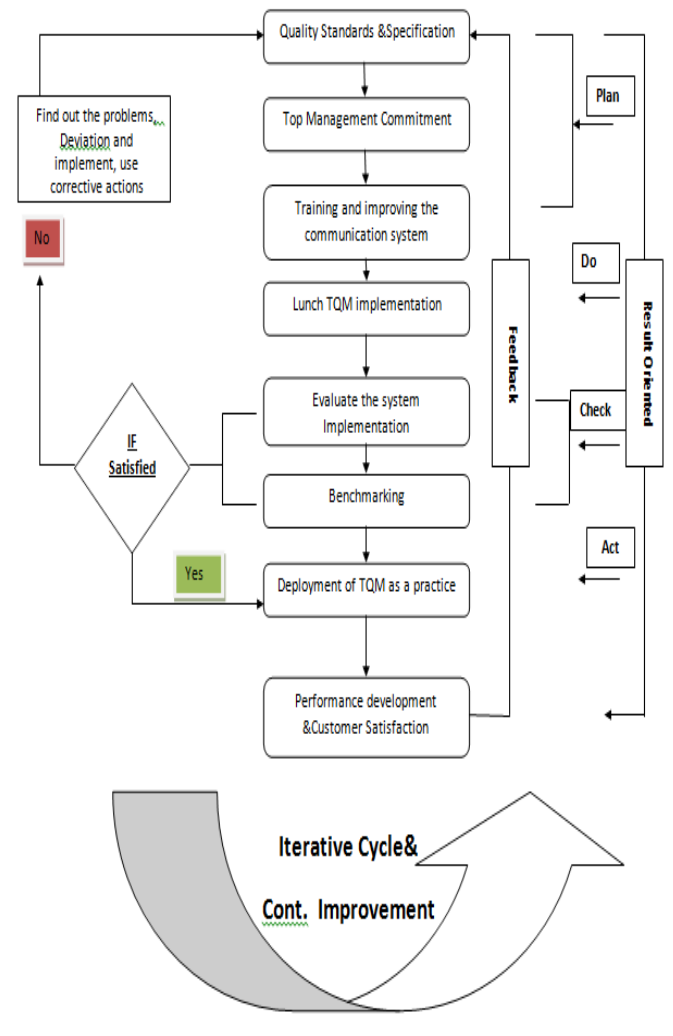 Quality Standards &Specification
Find out the problems,
Deviation and
implement, use
corrective actions
Plan
Top Management Commitment
Training and improving the
communication system
No
Do
Lunch TQM implementation
Feedback
Result Oriented
Evaluate the system
Implementation
Check
IF
Satisfied
Benchmarking
Act
Yes
Deployment of TQM as a practice
Performance development
&Customer Satisfaction
Iterative Cycle&
Cont. Improvement